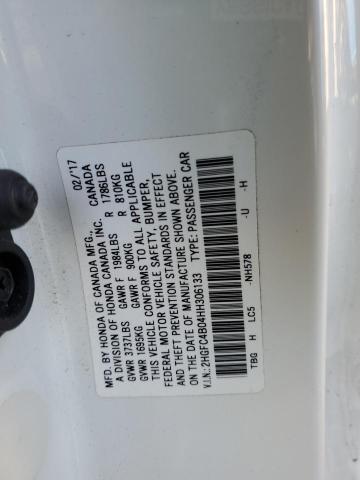 MFD. BY HONDA OF CANADA MFG., 02/'17
A DIVISION OF HONDA CANADA INC. CANADA
GVWR 3737LBS GAWR F 1984LBS R 1786LBS
GVWR 1695KG GAWR F 900KG R 810KG
THIS VEHICLE CONFORMS TO ALL APPLICABLE
FEDERAL MOTOR VEHICLE SAFETY, BUMPER,
AND THEFT PREVENTION STANDARDS IN EFFECT
ON THE DATE OF MANUFACTURE SHOWN ABOVE.
V.I.N.: 2HGFC4B04HH306133 TYPE: PASSENGER CAR
TBG H LC5 -NH578 -U -H